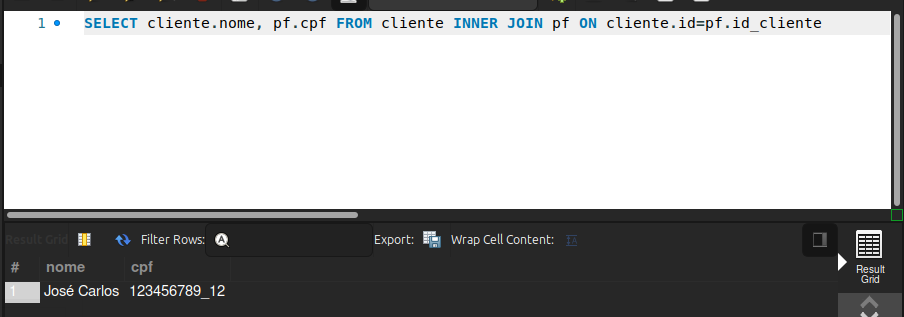 1 SELECT cliente.nome, pf.cpf FROM cliente INNER JOIN pf ON cliente.id=pf.id_cliente
Result Grid Filter Rows: Export: Wrap Cell Content:
# nome cpf
1 José Carlos 123456789_12
Result
Grid